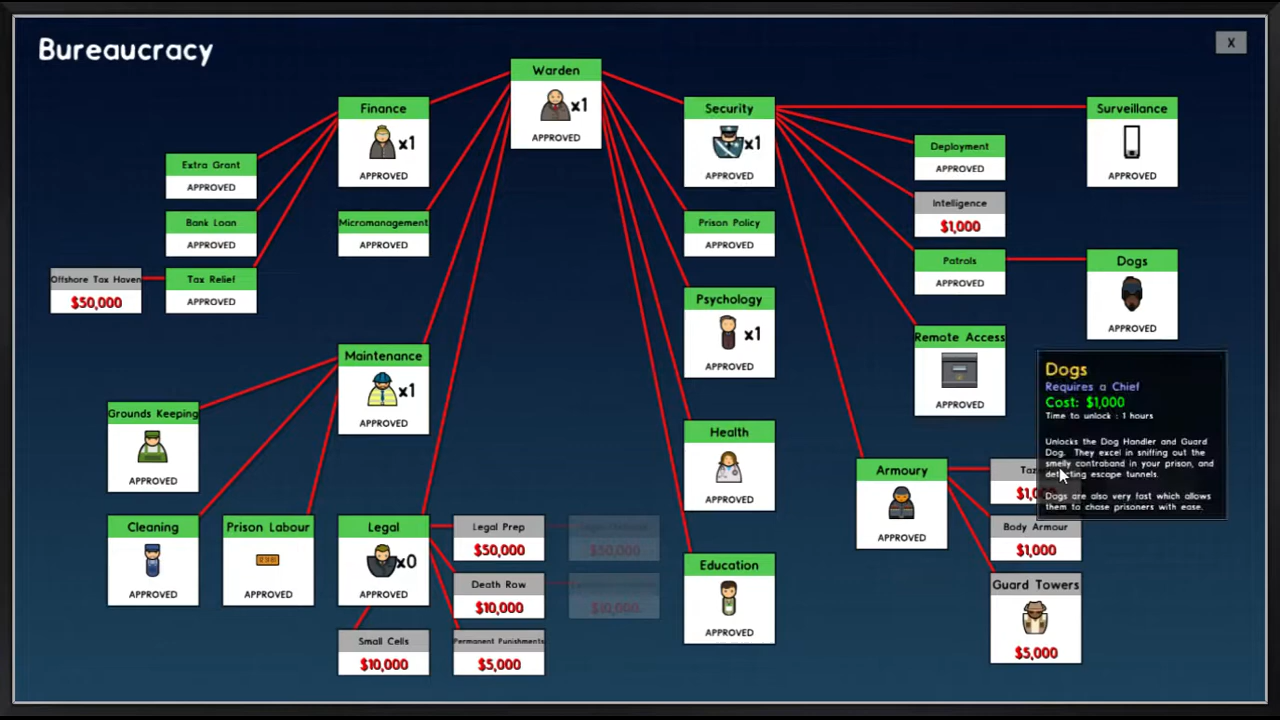 Bureaucracy
X
Warden
x1
APPROVED
Finance
x1
APPROVED
Security
x1
APPROVED
Surveillance
APPROVED
Extra Grant
APPROVED
Deployment
APPROVED
Bank Loan
APPROVED
Micromanagement
APPROVED
Prison Policy
APPROVED
Intelligence
$1,000
Offshore Tax Haven
$50,000
Tax Relief
APPROVED
Patrols
APPROVED
Dogs
APPROVED
Psychology
x1
APPROVED
Remote Access
APPROVED
Maintenance
x1
APPROVED
Dogs
Requires a Chief
Cost: $1,000
Time to unlock : 1 hours
Unlocks the Dog Handler and Guard
Dog. They excel in sniffing out the
smelly contraband in your prison, and
detecting escape tunnels.
Dogs are also very fast which allows
them to chase prisoners with ease.
Grounds Keeping
APPROVED
Health
APPROVED
Armoury
APPROVED
Body Armour
$1,000
Guard Towers
$5,000
Cleaning
APPROVED
Prison Labour
APPROVED
Legal
x0
APPROVED
Legal Prep
$50,000
$50,000
Death Row
$10,000
$10,000
Education
APPROVED
Small Cells
$10,000
Permanent Punishments
$5,000